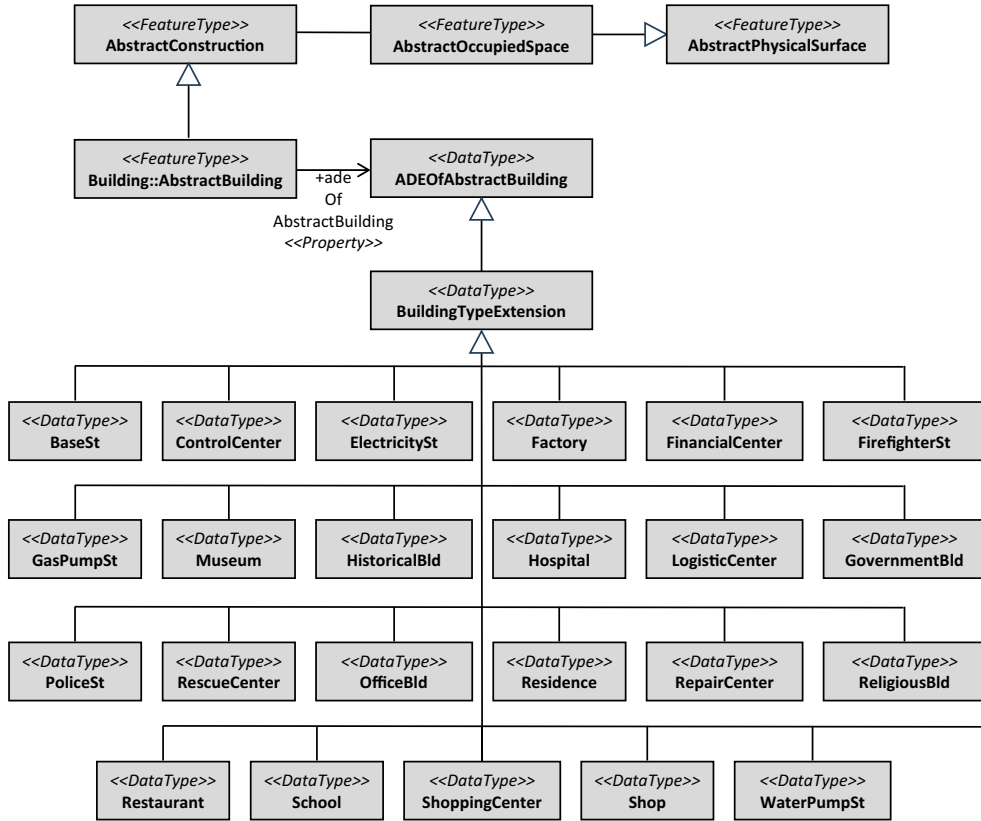 <<FeatureType>>
AbstractConstruction
<<FeatureType>>
AbstractOccupiedSpace
<<FeatureType>>
AbstractPhysicalSurface
<<FeatureType>>
Building::AbstractBuilding
+ade
Of
AbstractBuilding
<<Property>>
<<DataType>>
ADEOfAbstractBuilding
<<DataType>>
BuildingTypeExtension
<<DataType>>
BaseSt
<<DataType>>
ControlCenter
<<DataType>>
ElectricitySt
<<DataType>>
Factory
<<DataType>>
FinancialCenter
<<DataType>>
FirefighterSt
<<DataType>>
GasPumpSt
<<DataType>>
Museum
<<DataType>>
HistoricalBld
<<DataType>>
Hospital
<<DataType>>
LogisticCenter
<<DataType>>
GovernmentBld
<<DataType>>
PoliceSt
<<DataType>>
RescueCenter
<<DataType>>
OfficeBld
<<DataType>>
Residence
<<DataType>>
RepairCenter
<<DataType>>
ReligiousBld
<<DataType>>
Restaurant
<<DataType>>
School
<<DataType>>
ShoppingCenter
<<DataType>>
Shop
<<DataType>>
WaterPumpSt